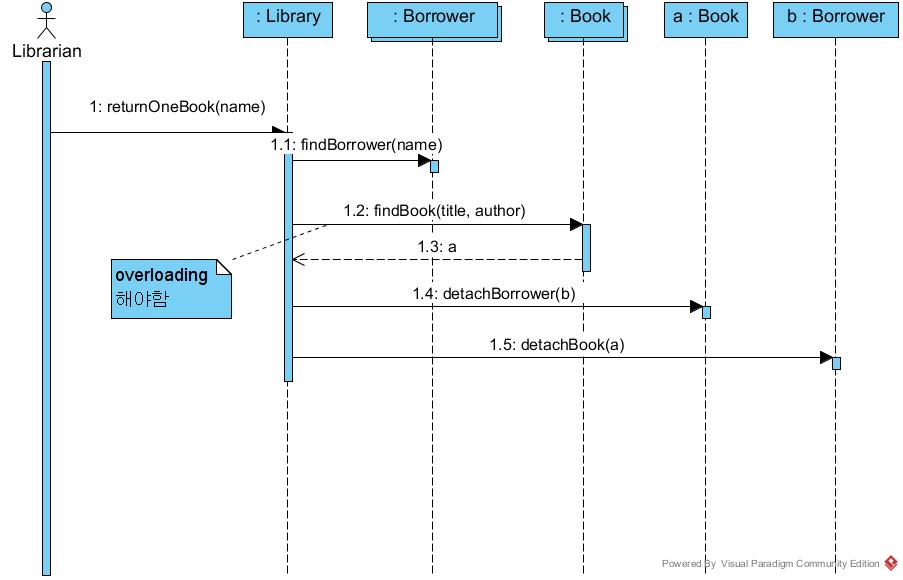 Librarian
: Library
: Borrower
: Book
a : Book
b : Borrower
1: returnOneBook(name)
1.1: findBorrower(name)
1.2: findBook(title, author)
1.3: a
overloading
해야함
1.4: detachBorrower(b)
1.5: detachBook(a)
Powered By Visual Paradigm Community Edition